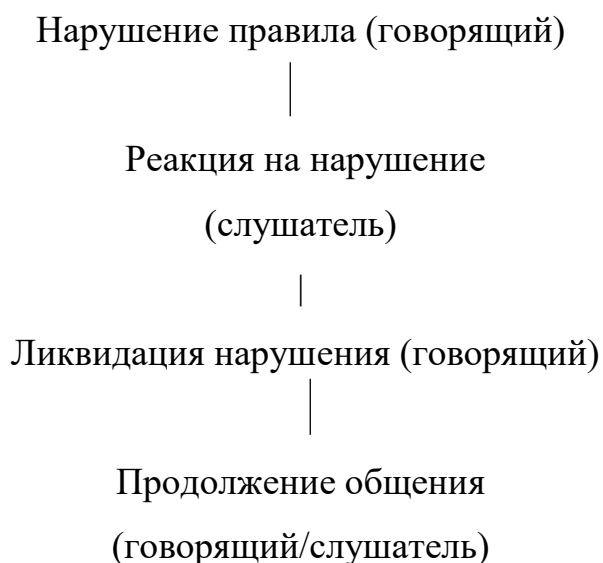 Нарушение правила (говорящий)
Реакция на нарушение
(слушатель)
Ликвидация нарушения (говорящий)
Продолжение общения
(говорящий/слушатель)